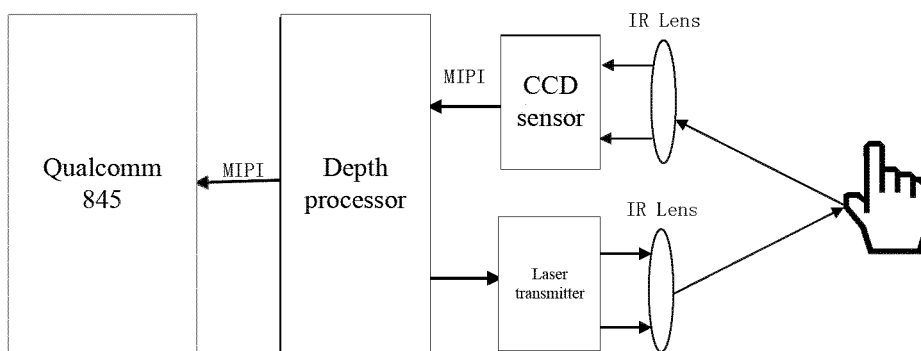 Qualcomm
845
MIPI
Depth
processor
MIPI
CCD
sensor
IR Lens
Laser
transmitter
IR Lens